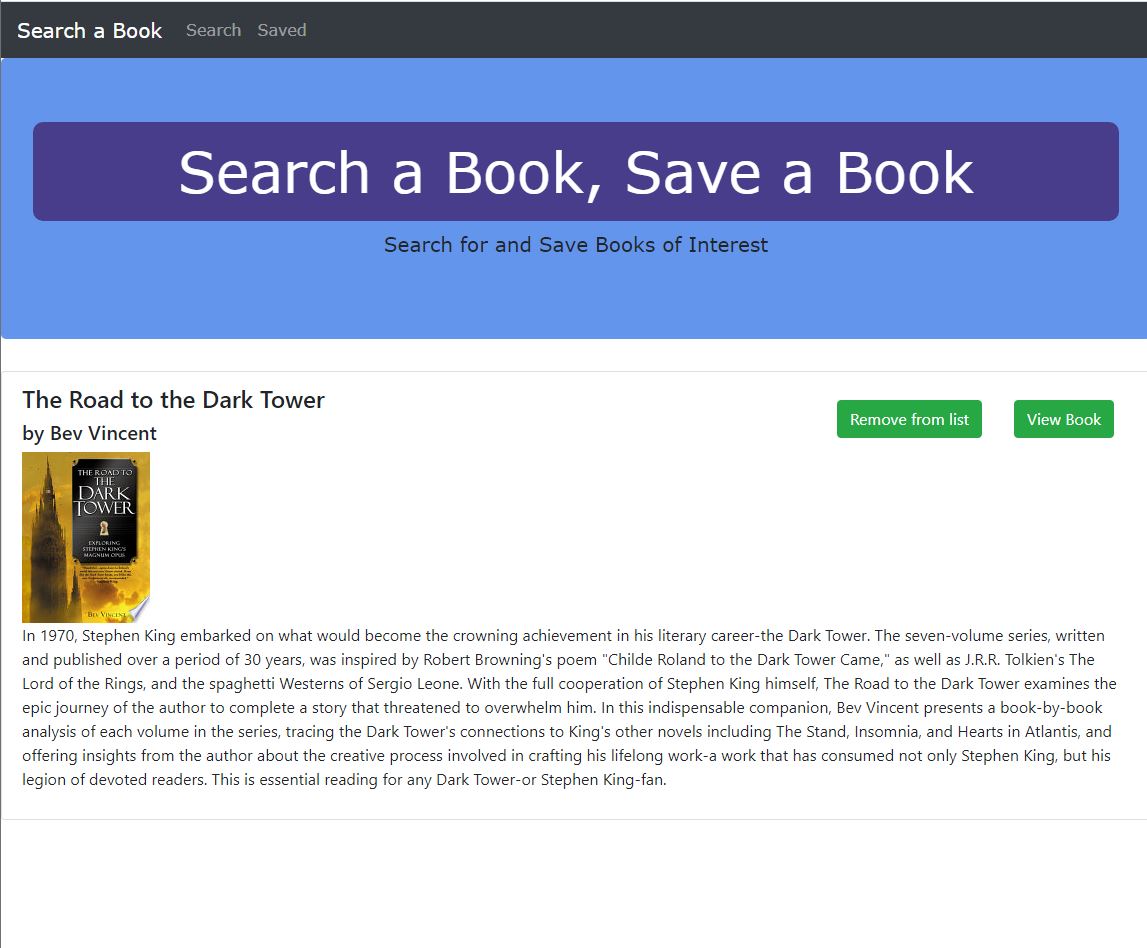 Search a Book Search Saved
Search a Book, Save a Book
Search for and Save Books of Interest
The Road to the Dark Tower
Remove from list View Book
by Bev Vincent
THE ROAD TO
THE
DARK
TOWER
EXPLORING
STEPHEN KING'S
MAGNUM OPUS
BEV VINCENT
In 1970, Stephen King embarked on what would become the crowning achievement in his literary career-the Dark Tower. The seven-volume series, written
and published over a period of 30 years, was inspired by Robert Browning's poem "Childe Roland to the Dark Tower Came," as well as J.R.R. Tolkien's The
Lord of the Rings, and the spaghetti Westerns of Sergio Leone. With the full cooperation of Stephen King himself, The Road to the Dark Tower examines the
epic journey of the author to complete a story that threatened to overwhelm him. In this indispensable companion, Bev Vincent presents a book-by-book
analysis of each volume in the series, tracing the Dark Tower's connections to King's other novels including The Stand, Insomnia, and Hearts in Atlantis, and
offering insights from the author about the creative process involved in crafting his lifelong work-a work that has consumed not only Stephen King, but his
legion of devoted readers. This is essential reading for any Dark Tower-or Stephen King-fan.